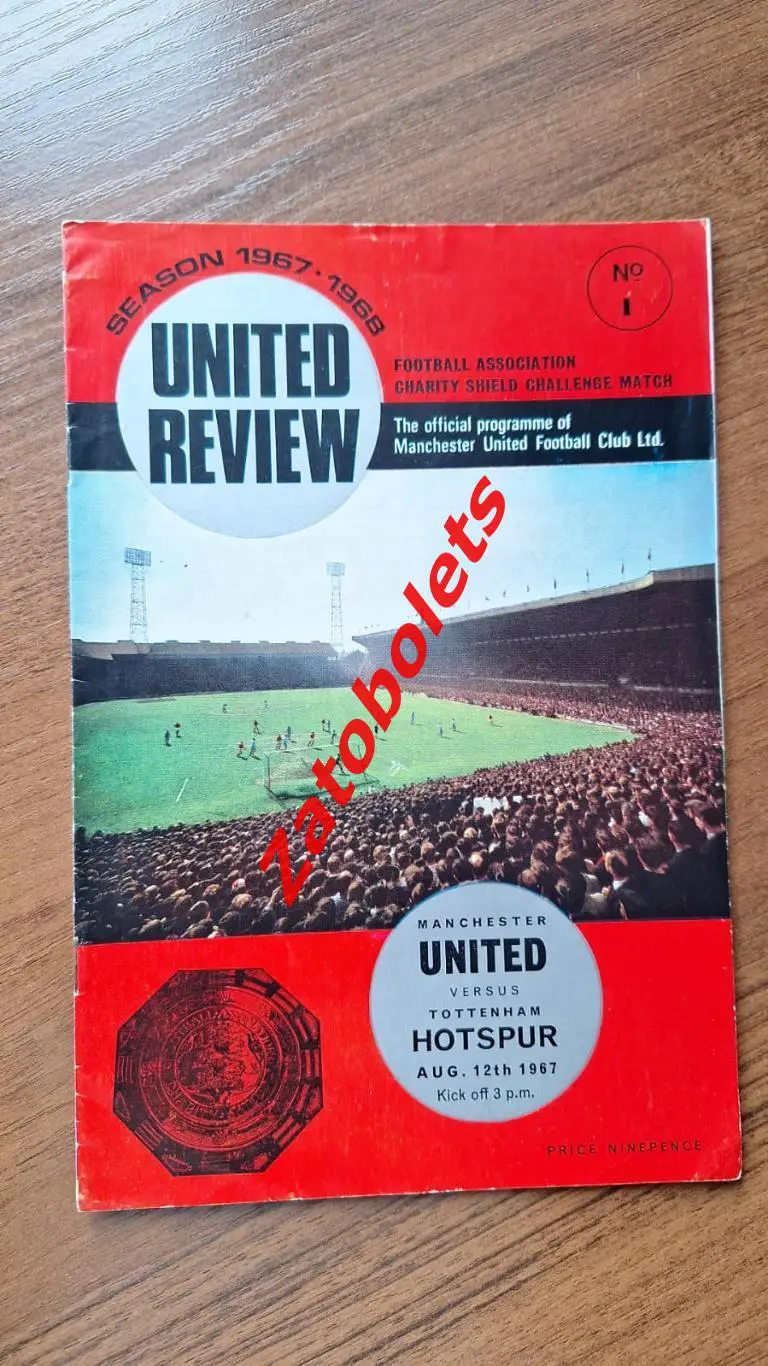 SEASON 1967·1968
No
1
UNITED
REVIEW
FOOTBALL ASSOCIATION
CHARITY SHIELD CHALLENGE MATCH
The official programme of
Manchester United Football Club Ltd.
Zatobolets
MANCHESTER
UNITED
VERSUS
TOTTENHAM
HOTSPUR
AUG. 12th 1967
Kick off 3 p.m.
PRICE NINEPENCE